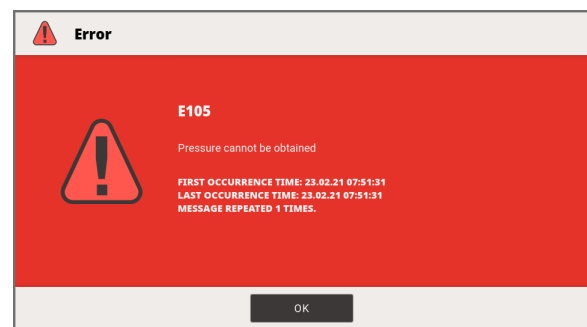 Error
E105
Pressure cannot be obtained
FIRST OCCURRENCE TIME: 23.02.21 07:51:31
LAST OCCURRENCE TIME: 23.02.21 07:51:31
MESSAGE REPEATED 1 TIMES.
OK